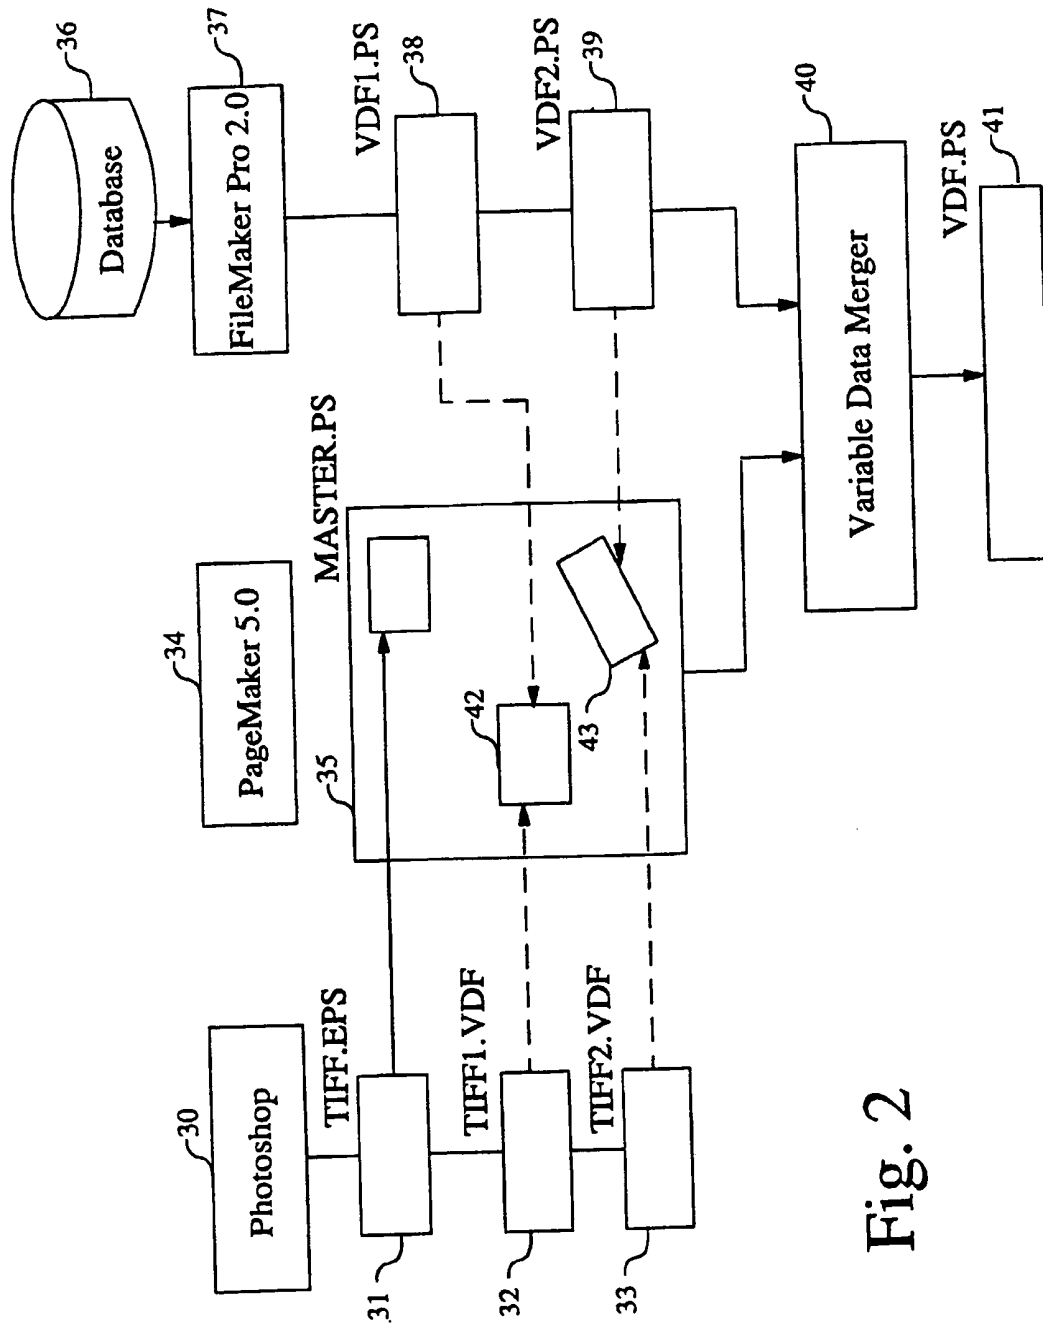 30
Photoshop
TIFF.EPS
31
TIFF1.VDF
32
TIFF2.VDF
33
34
PageMaker 5.0
35
MASTER.PS
42
43
36
Database
37
FileMaker Pro 2.0
VDF1.PS
38
VDF2.PS
39
40
Variable Data Merger
VDF.PS
41
Fig. 2